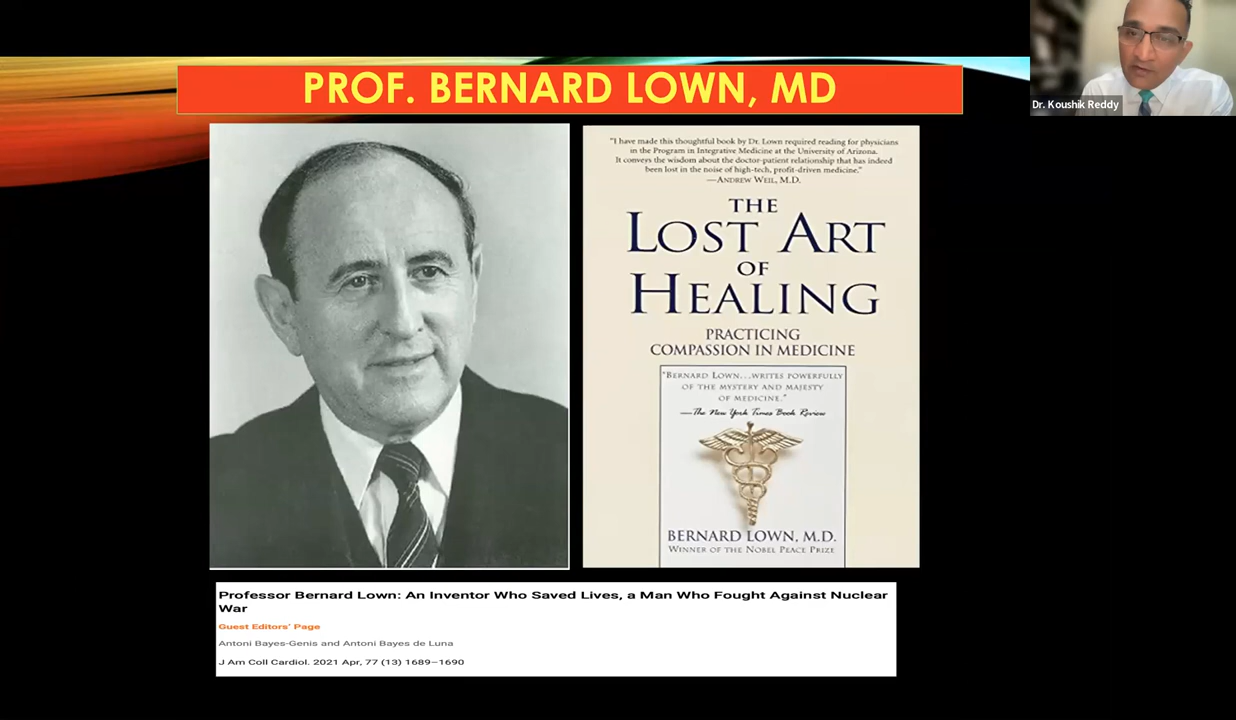 PROF. BERNARD LOWN, MD
Dr. Koushik Reddy
"I have made this thoughtful book by Dr. Lown required reading for physicians
in the Program in Integrative Medicine at the University of Arizona.
It conveys the wisdom about the doctor-patient relationship that has indeed
been lost in the noise of high-tech, profit-driven medicine."
—ANDREW WEIL, M.D.
THE
LOST ART
OF
HEALING
PRACTICING
COMPASSION IN MEDICINE
"BERNARD LOWN...WRITES POWERFULLY
OF THE MYSTERY AND MAJESTY
OF MEDICINE."
—The New York Times Book Review
BERNARD LOWN, M.D.
WINNER OF THE NOBEL PEACE PRIZE
Professor Bernard Lown: An Inventor Who Saved Lives, a Man Who Fought Against Nuclear
War
Guest Editors' Page
Antoni Bayes-Genis and Antoni Bayes de Luna
J Am Coll Cardiol. 2021 Apr, 77 (13) 1689–1690